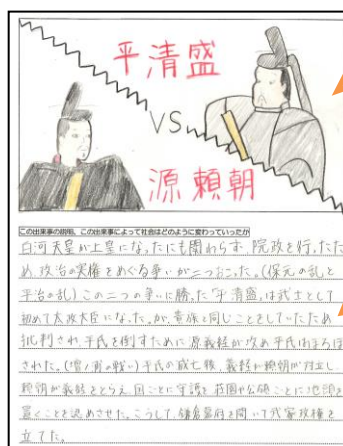 平清盛
VS.
源頼朝
この出来事の説明、この出来事によって社会はどのように変わっていったか
白河天皇が上皇になったにも関わらず、院政を行ったた
め、政治の実権をめぐる争いが二つおこった。(保元の乱と
平治の乱)この二つの争いに勝った「平清盛」は武士として
初めて太政大臣になった。が、貴族と同じことをしていたため
批判され、平氏を倒すために源義経が攻め平氏はほろぼ
された。(壇ノ浦の戦い)平氏の滅亡後、義経と頼朝が対立し
頼朝が義経をとらえ、国ごとに守護を荘園や公領ごとに地頭を
置くことを認めさせた。こうして、鎌倉幕府を開いて武家政権を
立てた。